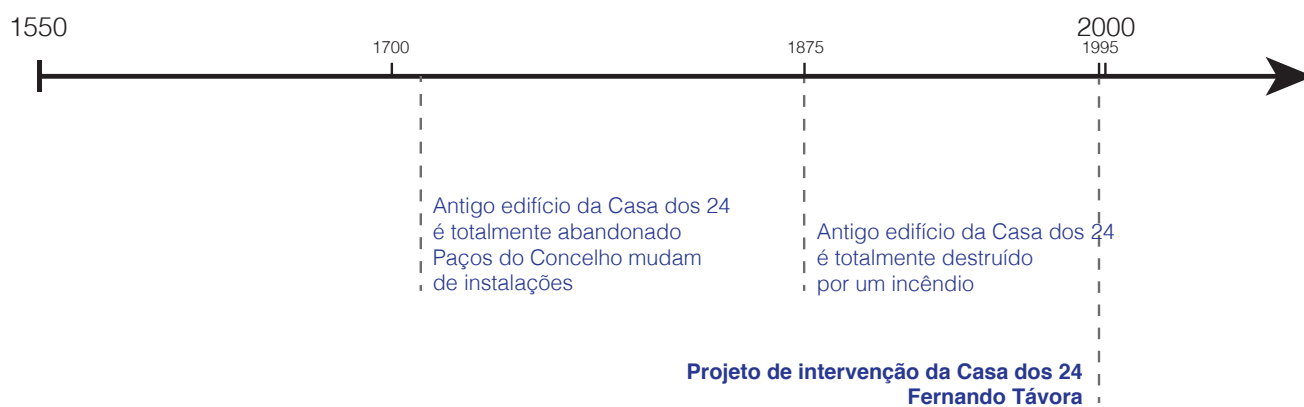 1550
1700
1875
2000
1995
Antigo edifício da Casa dos 24
é totalmente abandonado
Paços do Concelho mudam
de instalações
Antigo edifício da Casa dos 24
é totalmente destruído
por um incêndio
Projeto de intervenção da Casa dos 24
Fernando Távora